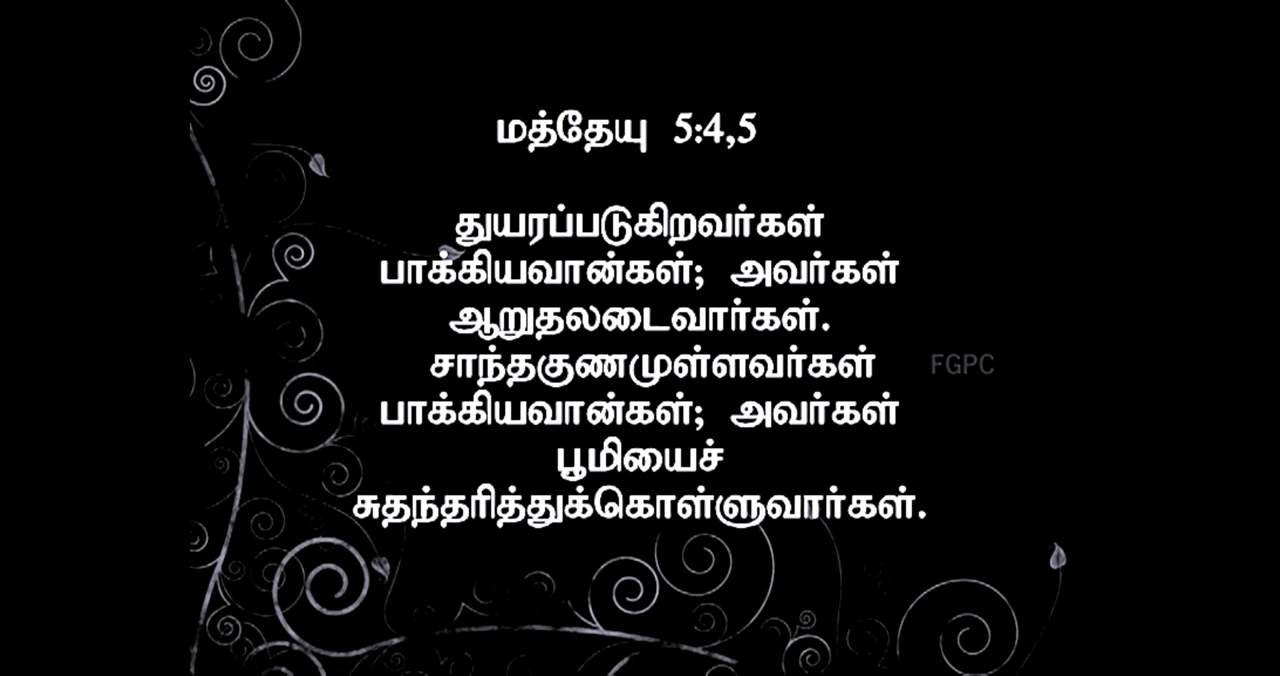 மத்தேயு 5:4,5
துயரப்படுகிறவர்கள்
பாக்கியவான்கள்; அவர்கள்
ஆறுதலடைவார்கள்.
சாந்தகுணமுள்ளவர்கள்
FGPC
பாக்கியவான்கள்; அவர்கள்
பூமியைச்
சுதந்தரித்துக்கொள்ளுவார்கள்.